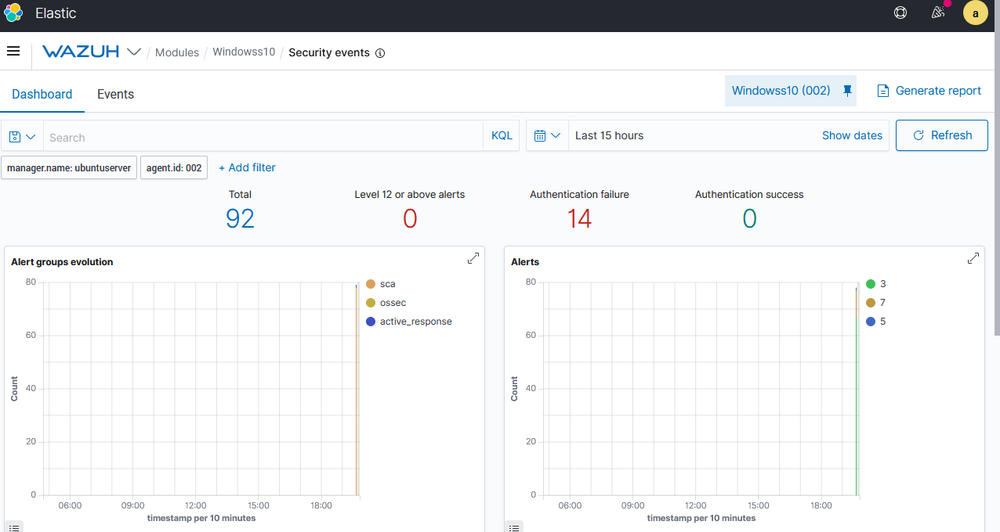 Elastic
a
WAZUH / Modules / Windowss10 / Security events
Dashboard Events
Windowss10 (002) Generate report
Search KQL Last 15 hours Show dates Refresh
manager.name: ubuntuserver agent.id: 002 + Add filter
Total Level 12 or above alerts Authentication failure Authentication success
92 0 14 0
Alert groups evolution
80
60
40
20
0
Count
06:00 09:00 12:00 15:00 18:00
timestamp per 10 minutes
sca
ossec
active_response
Alerts
80
60
40
20
0
Count
06:00 09:00 12:00 15:00 18:00
timestamp per 10 minutes
3
7
5